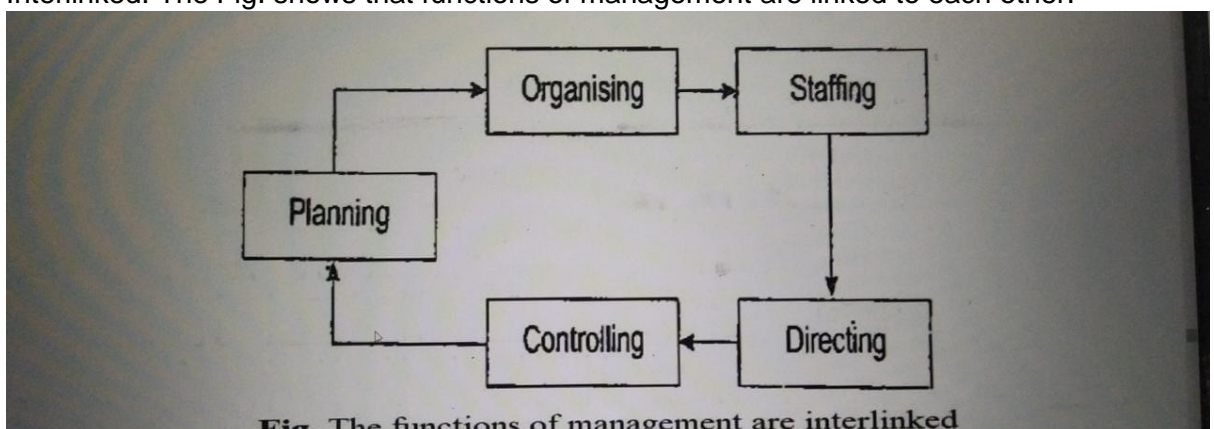 Interlinked. The Fig. shows that functions of management are linked to each other.
Organising
Staffing
Planning
Controlling
Directing
Fig. The functions of management are interlinked